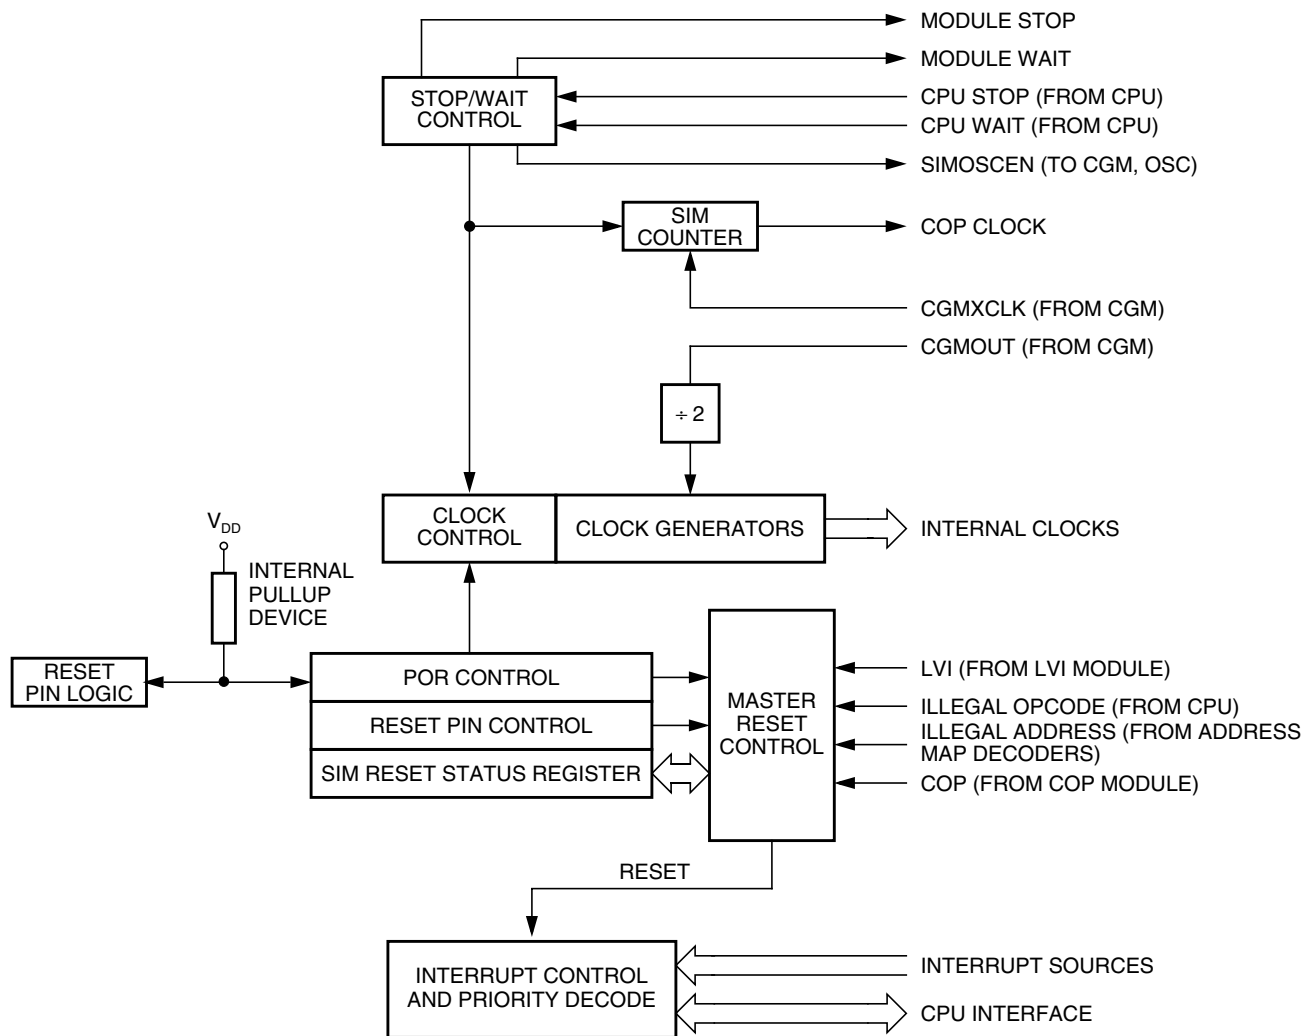 MODULE STOP
MODULE WAIT
STOP/WAIT
CONTROL
CPU STOP (FROM CPU)
CPU WAIT (FROM CPU)
SIMOSCEN (TO CGM, OSC)
SIM
COUNTER
COP CLOCK
CGMXCLK (FROM CGM)
CGMOUT (FROM CGM)
÷ 2
CLOCK
CONTROL
CLOCK GENERATORS
INTERNAL CLOCKS
VDD
INTERNAL
PULLUP
DEVICE
RESET
PIN LOGIC
POR CONTROL
RESET PIN CONTROL
SIM RESET STATUS REGISTER
MASTER
RESET
CONTROL
LVI (FROM LVI MODULE)
ILLEGAL OPCODE (FROM CPU)
ILLEGAL ADDRESS (FROM ADDRESS
MAP DECODERS)
COP (FROM COP MODULE)
RESET
INTERRUPT CONTROL
AND PRIORITY DECODE
INTERRUPT SOURCES
CPU INTERFACE